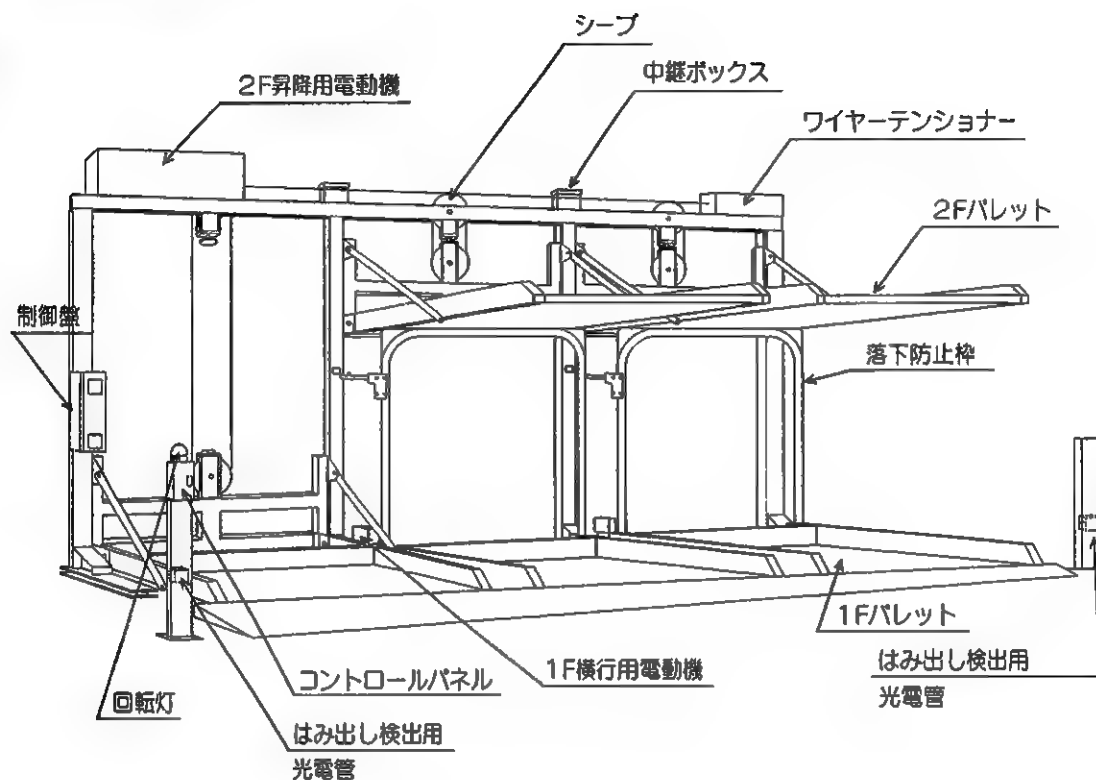 シーブ
中継ボックス
2F昇降用電動機
ワイヤーテンショナー
2Fパレット
制御盤
落下防止枠
1Fパレット
はみ出し検出用
光電管
1F横行用電動機
コントロールパネル
回転灯
はみ出し検出用
光電管